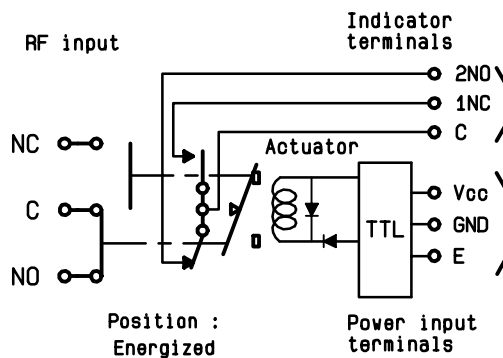 RF input
Indicator
terminals
2NO
1NC
C
Actuator
NC
C
NO
Vcc
GND
E
TTL
Position :
Energized
Power input
terminals